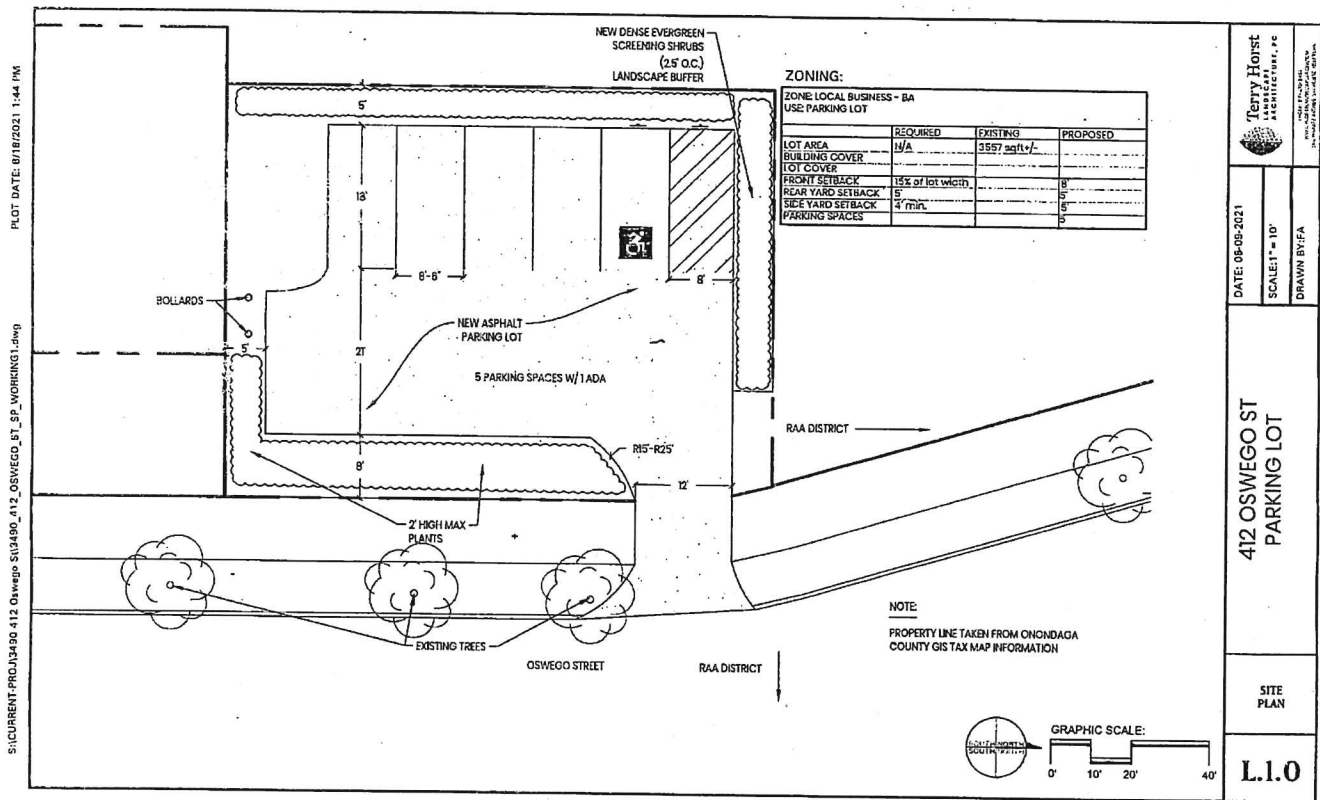 PLOT DATE: 8/18/2021 1:44 PM
S:\CURRENT-PROJ\3490 412 Oswego St\3490_412_OSWEGO_ST_SP_WORKING1.dwg
NEW DENSE EVERGREEN
SCREENING SHRUBS
(2.5' O.C.)
LANDSCAPE BUFFER
5'
18'
8'-6"
8'
BOLLARDS
5'
NEW ASPHALT
PARKING LOT
21'
5 PARKING SPACES W/ 1 ADA
R15'-R25'
8'
12'
2' HIGH MAX
PLANTS
EXISTING TREES
OSWEGO STREET
RAA DISTRICT
RAA DISTRICT
ZONING:
ZONE: LOCAL BUSINESS - BA
USE: PARKING LOT
REQUIRED EXISTING PROPOSED
LOT AREA N/A 3557 sqft+/-
BUILDING COVER
LOT COVER
FRONT SETBACK 15% of lot width 8'
REAR YARD SETBACK 5' 5'
SIDE YARD SETBACK 4' min. 5'
PARKING SPACES 5
NOTE:
PROPERTY LINE TAKEN FROM ONONDAGA
COUNTY GIS TAX MAP INFORMATION
NORTH
SOUTH
GRAPHIC SCALE:
0' 10' 20' 40'
Terry Horst
LANDSCAPE
ARCHITECTURE, PC
DATE: 08-09-2021
SCALE: 1" = 10'
DRAWN BY: FA
412 OSWEGO ST
PARKING LOT
SITE
PLAN
L.1.0